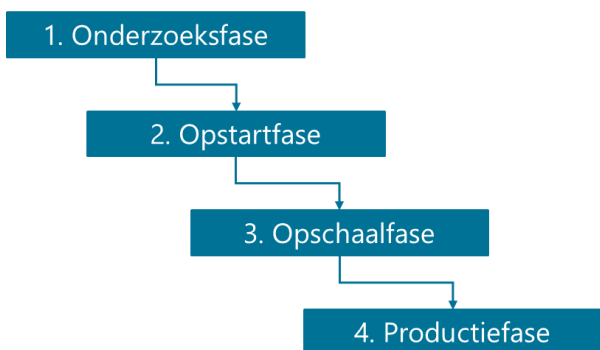 1. Onderzoeksfase
2. Opstartfase
3. Opschaalfase
4. Productiefase